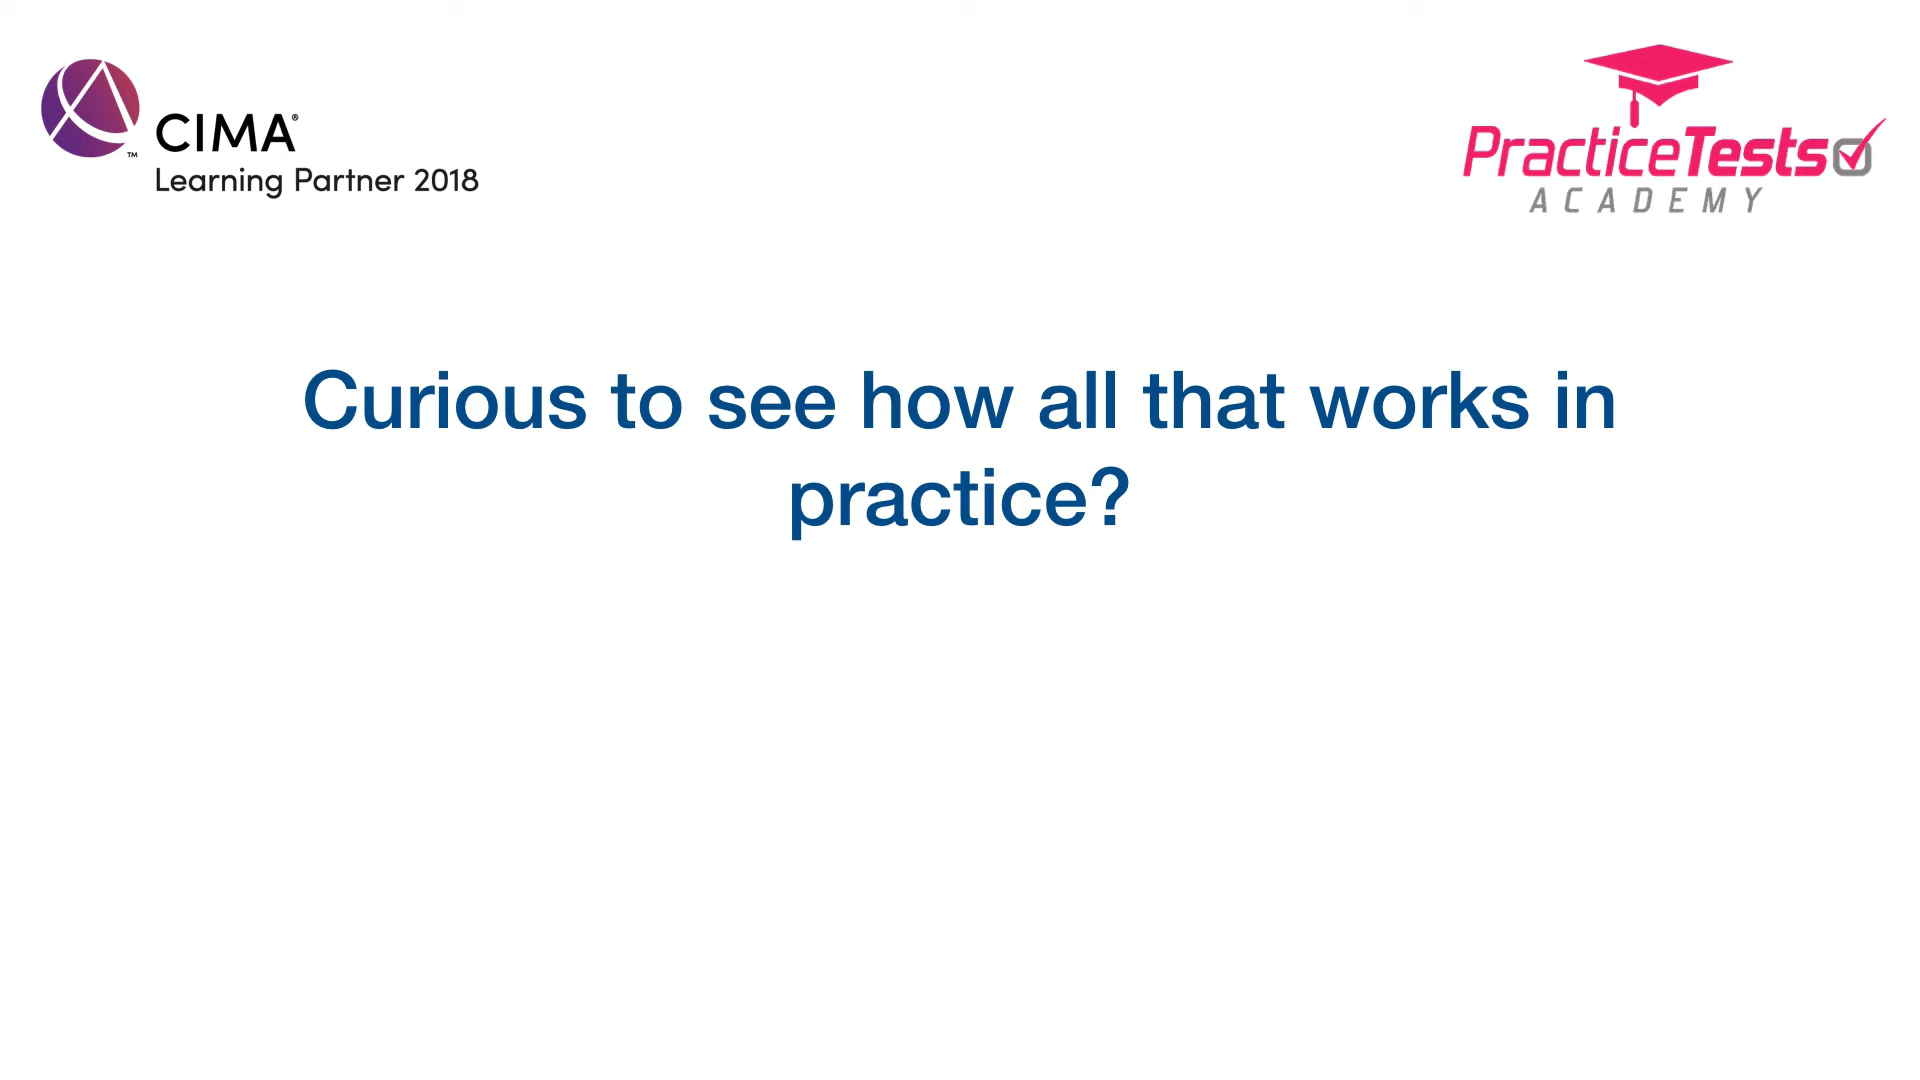 CIMA®
Learning Partner 2018
PracticeTests
ACADEMY
Curious to see how all that works in
practice?